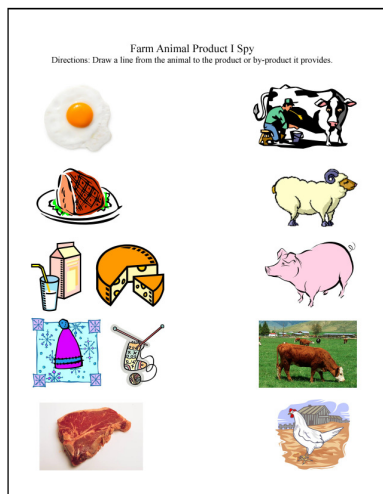 Farm Animal Product I Spy
Directions: Draw a line from the animal to the product or by-product it provides.